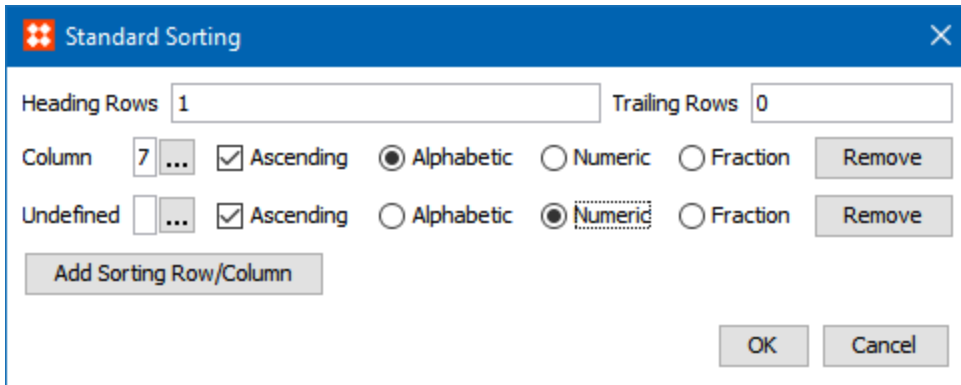 Standard Sorting
Heading Rows 1 Trailing Rows 0
Column 7 ... Ascending Alphabetic Numeric Fraction Remove
Undefined ... Ascending Alphabetic Numeric Fraction Remove
Add Sorting Row/Column
OK Cancel